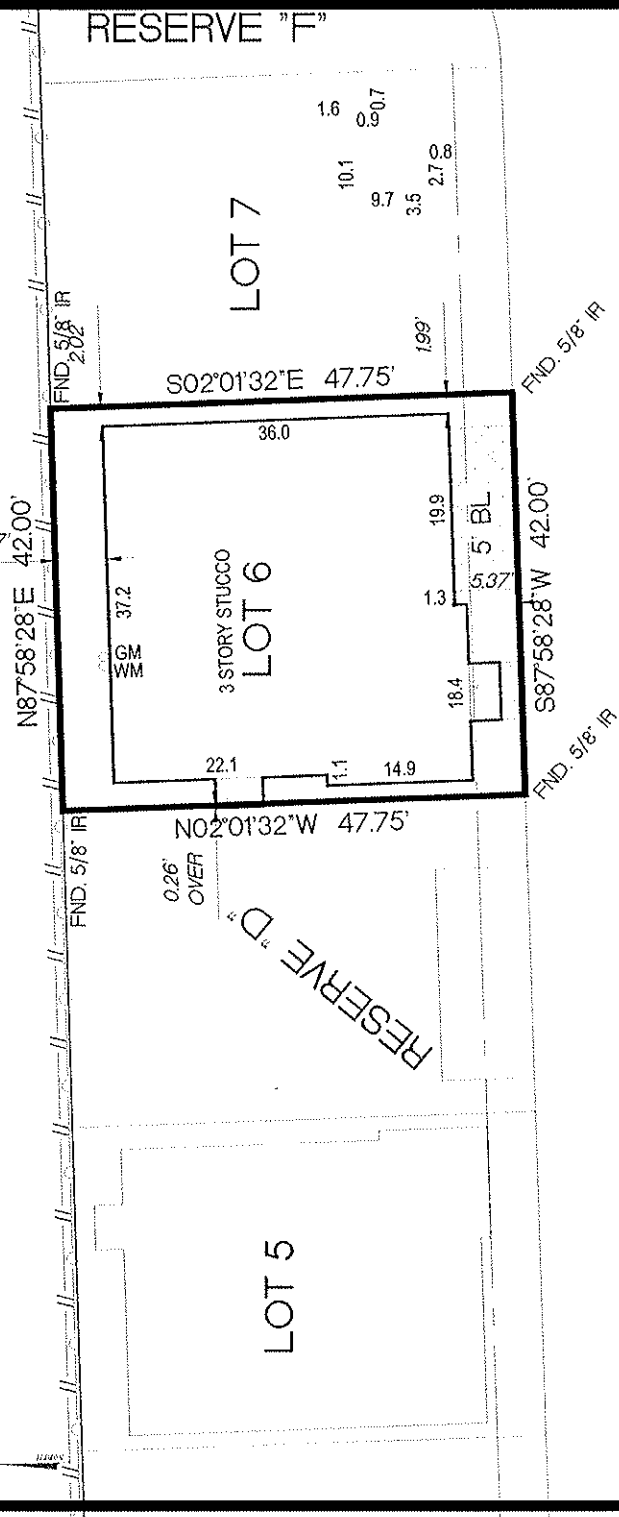 RESERVE "F"
1.6
0.9
0.7
10.1
9.7
3.5
2.7
0.8
LOT 7
FND. 5/8" IR
2.02'
1.99'
FND. 5/8" IR
S02°01'32"E 47.75'
N87°58'28"E 42.00'
7'
36.0
37.2
19.9
GM
WM
3 STORY STUCCO
LOT 6
1.3
5' BL
5.37'
S87°58'28"W 42.00'
18.4
22.1
1.1
14.9
FND. 5/8" IR
N02°01'32"W 47.75'
FND. 5/8" IR
0.26'
OVER
RESERVE "D"
LOT 5
NORTH